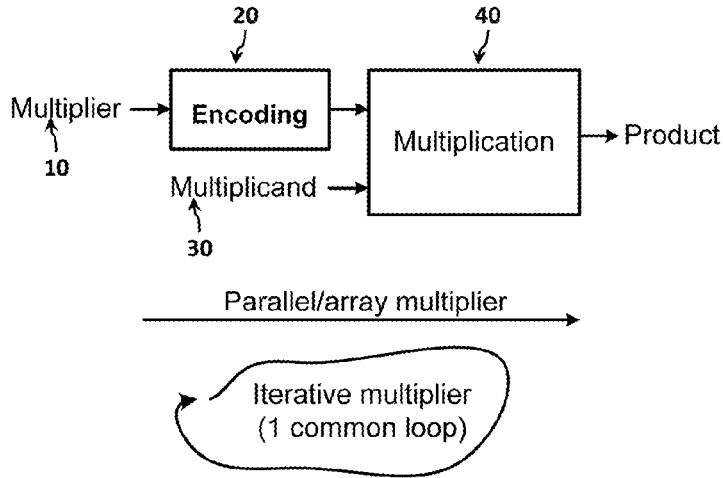 20
40
Multiplier
Encoding
Multiplication
Product
10
Multiplicand
30
Parallel/array multiplier
Iterative multiplier
(1 common loop)